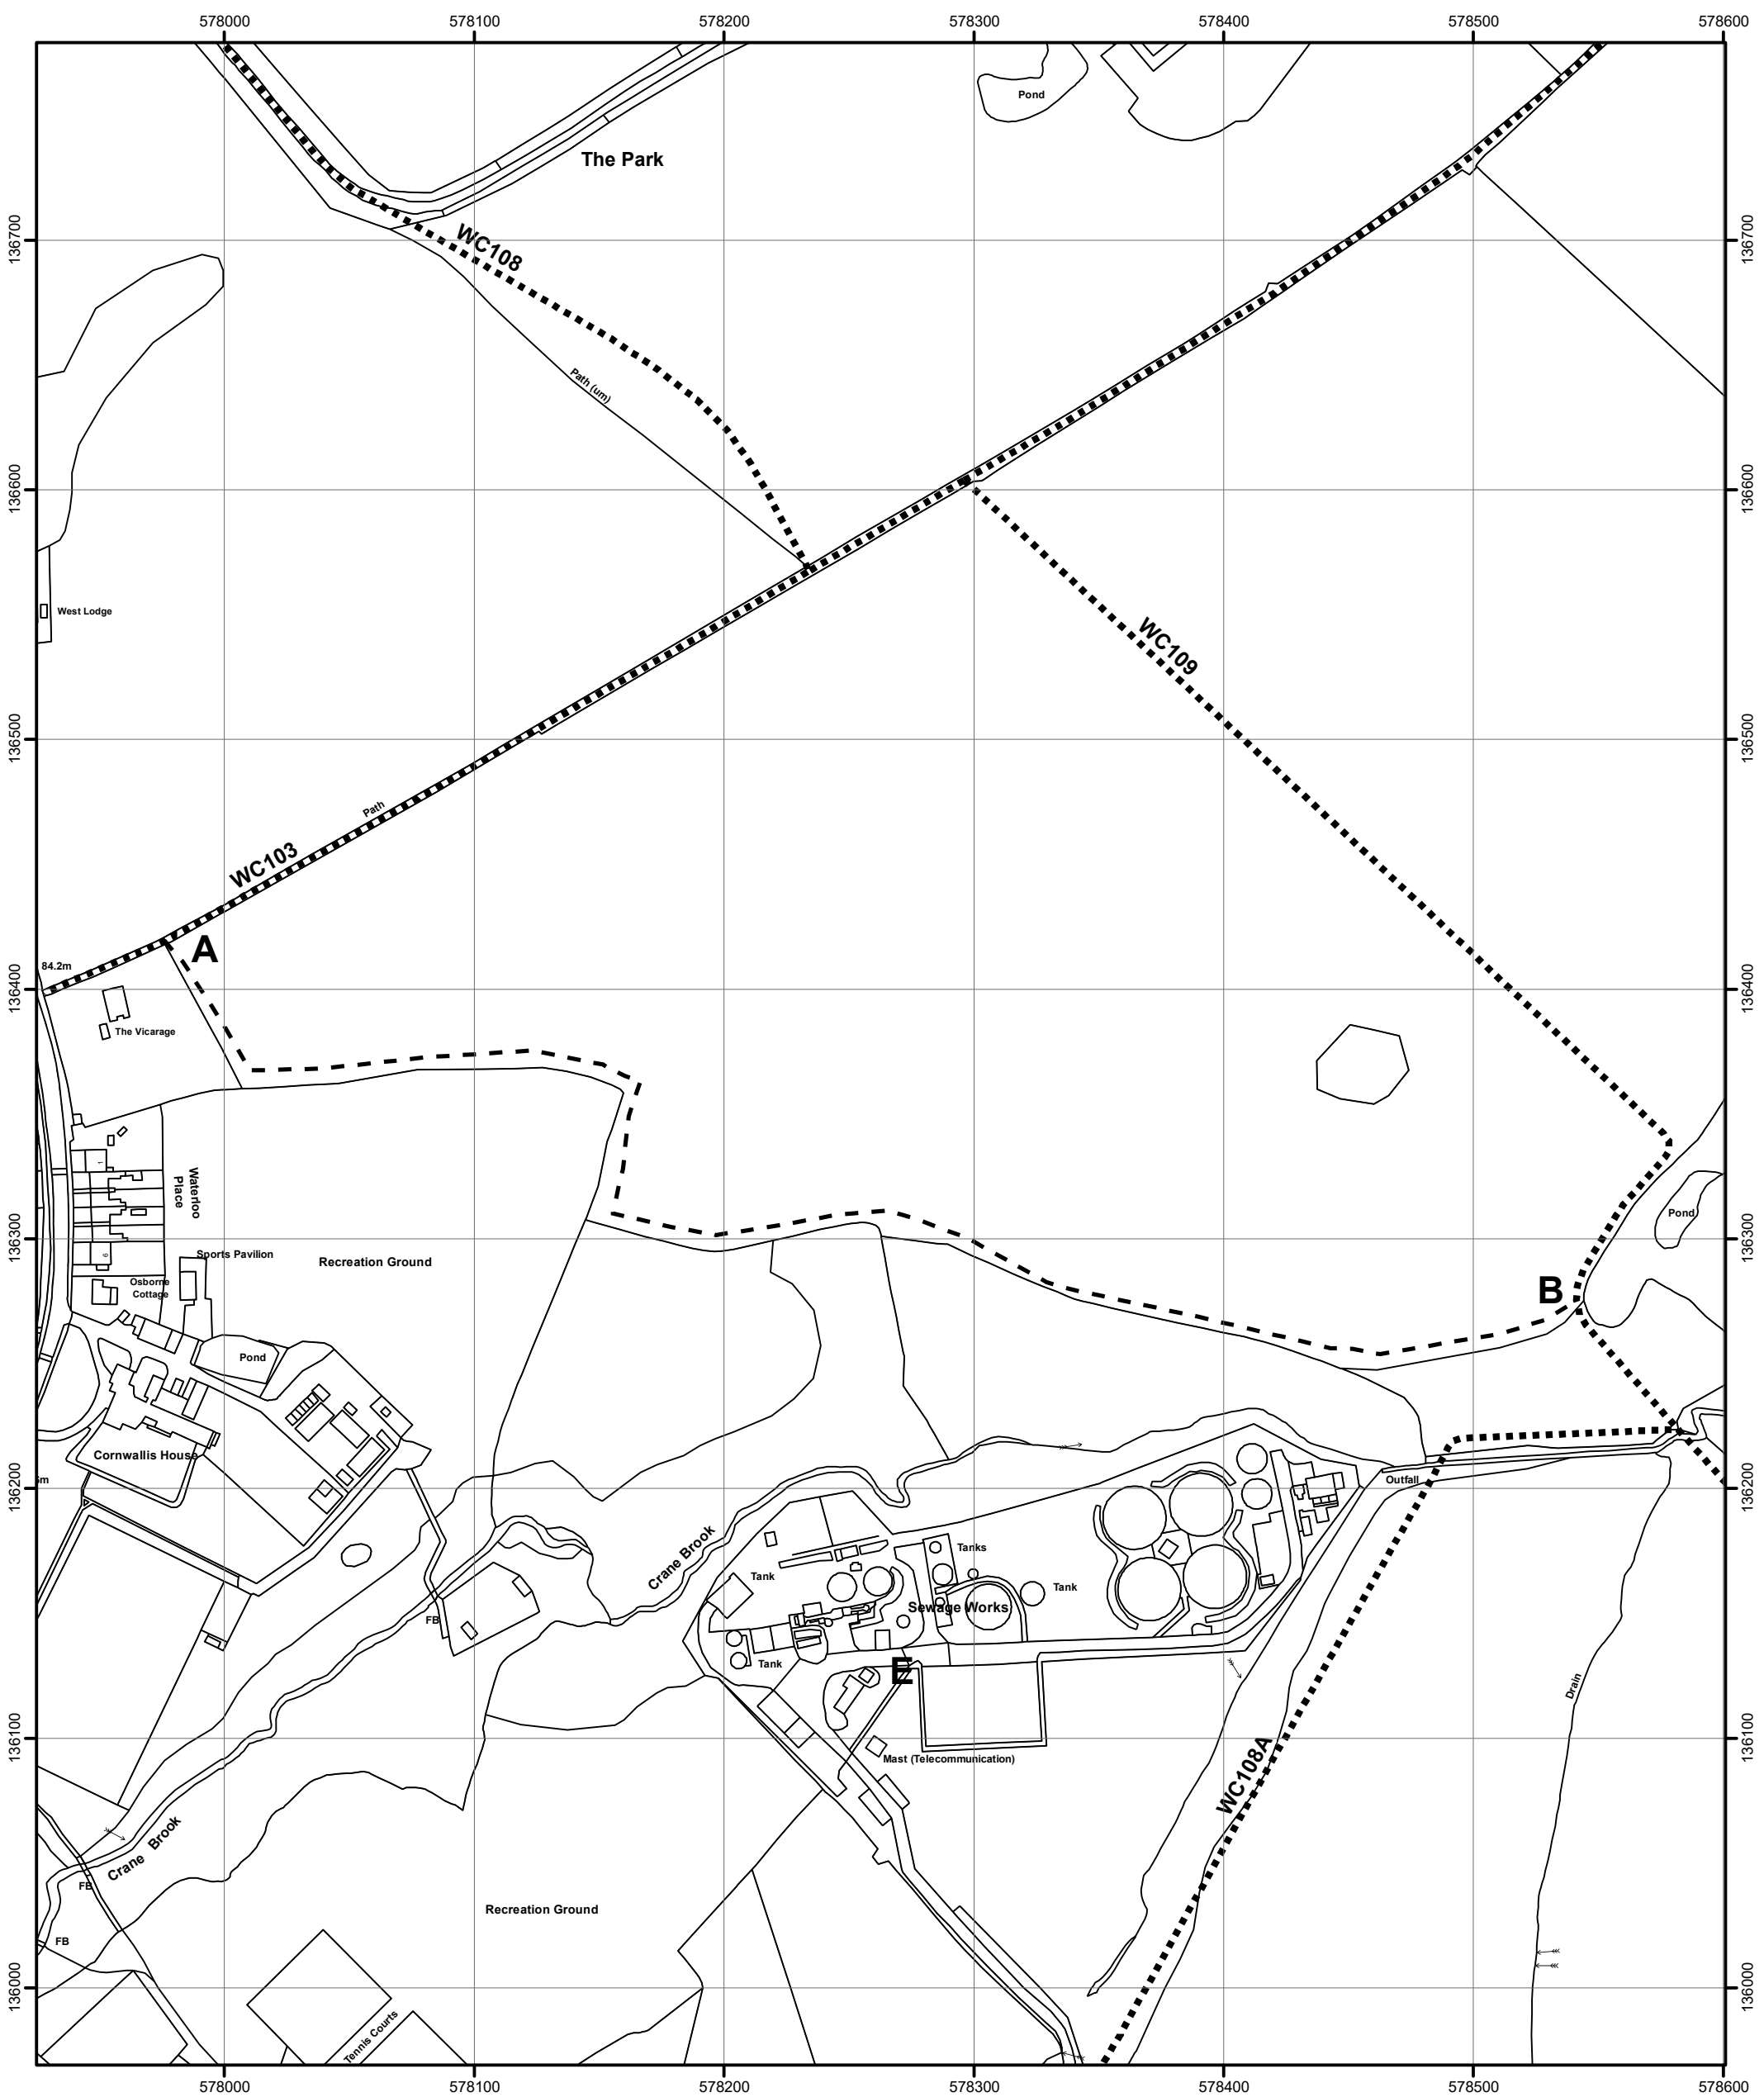 578000 578100 578200 578300 578400 578500 578600
Pond
The Park
136700
WC108
136700
Path (um)
136600
136600
West Lodge
WC109
136500
136500
Path
WC103
A
84.2m
136400
136400
The Vicarage
1
Waterloo
Place
Pond
136300
136300
6
Sports Pavilion
Recreation Ground
Osborne
Cottage
B
Pond
Cornwallis House
5m
Outfall
136200
136200
Crane Brook
Tanks
Tank
Tank
Sewage Works
FB
Tank
E
Drain
136100
136100
Mast (Telecommunication)
WC108A
Crane Brook
FB
Recreation Ground
FB
136000
136000
Tennis Courts
578000 578100 578200 578300 578400 578500 578600